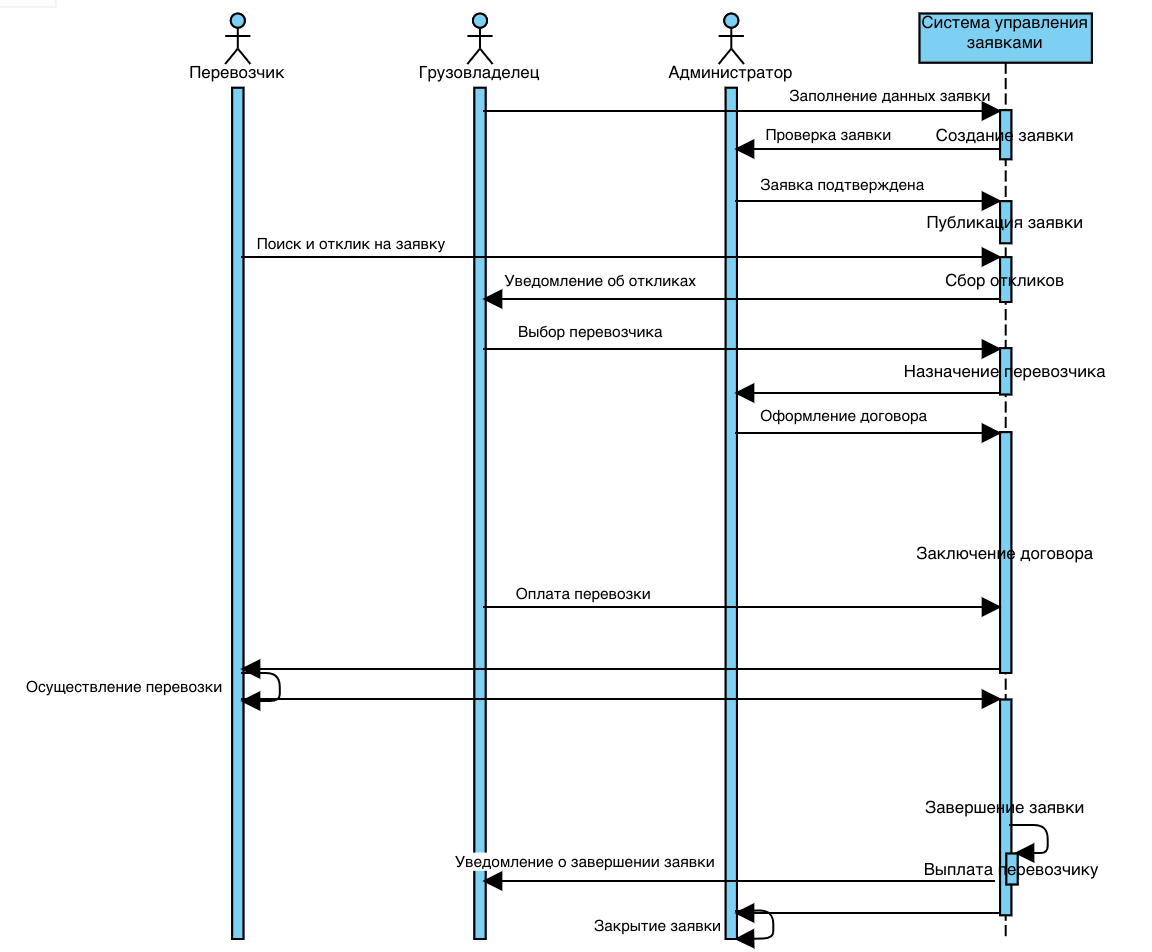 Система управления
заявками
Перевозчик
Грузовладелец
Администратор
Заполнение данных заявки
Проверка заявки
Создание заявки
Заявка подтверждена
Публикация заявки
Поиск и отклик на заявку
Уведомление об откликах
Сбор откликов
Выбор перевозчика
Назначение перевозчика
Оформление договора
Заключение договора
Оплата перевозки
Осуществление перевозки
Завершение заявки
Уведомление о завершении заявки
Выплата перевозчику
Закрытие заявки